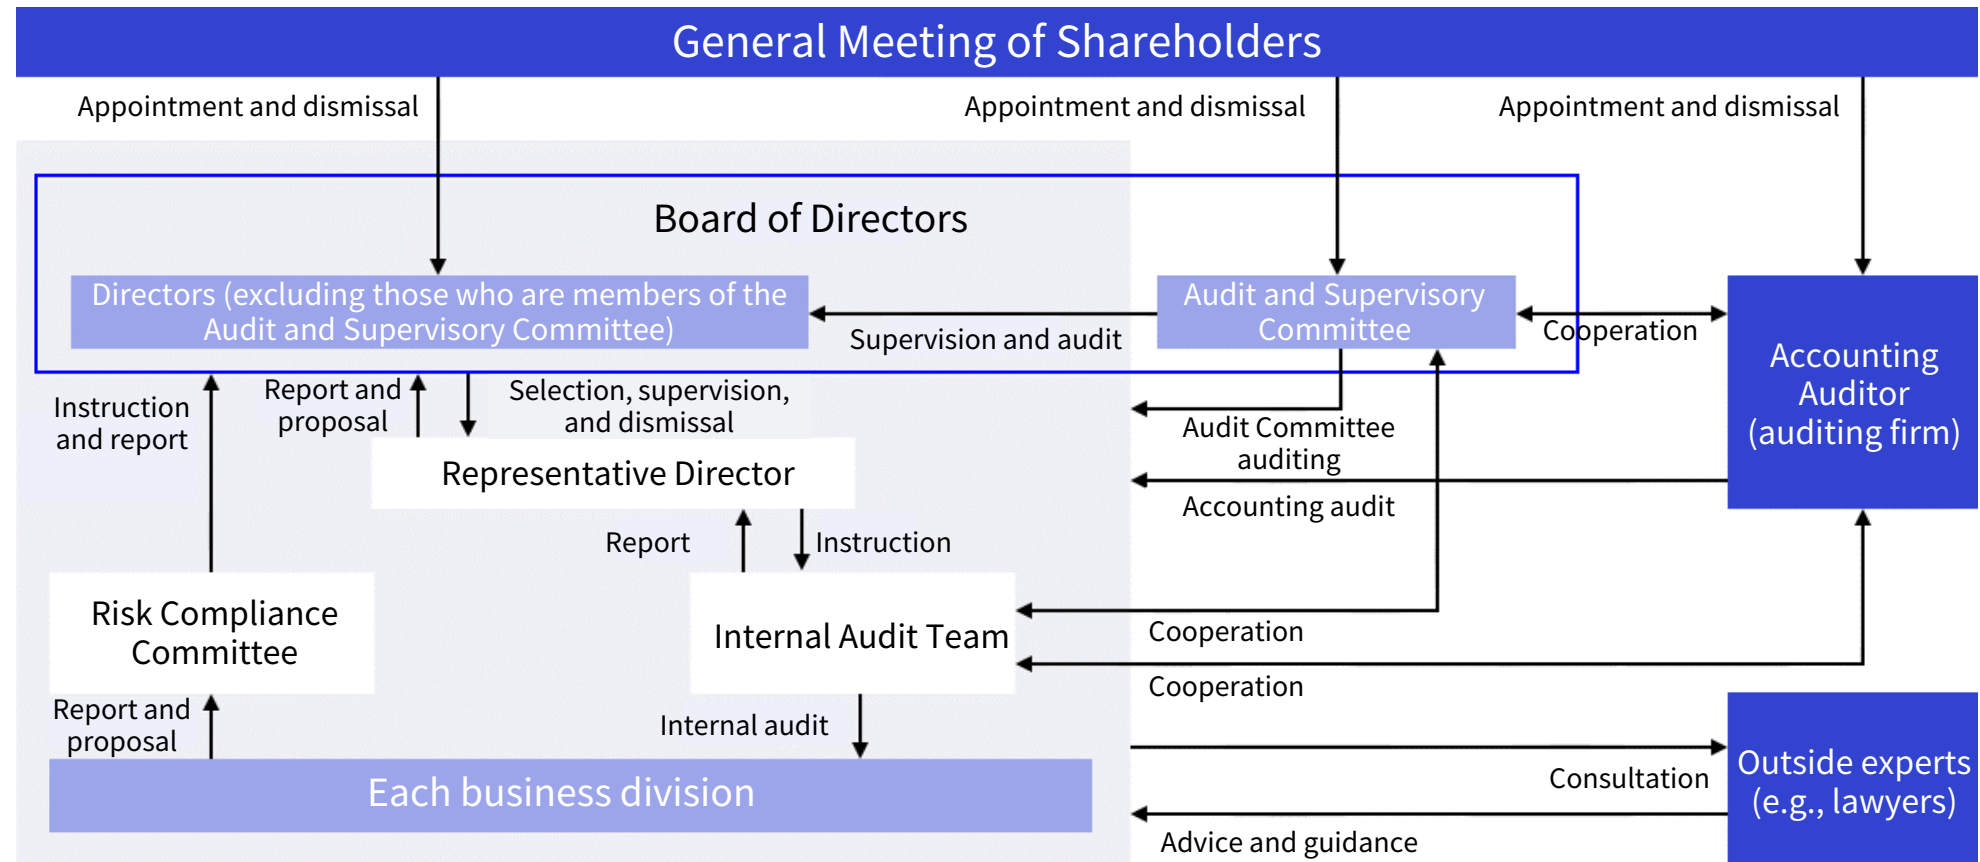 General Meeting of Shareholders
Appointment and dismissal
Appointment and dismissal
Appointment and dismissal
Board of Directors
Directors (excluding those who are members of the
Audit and Supervisory Committee)
Supervision and audit
Audit and Supervisory
Committee
Cooperation
Accounting
Auditor
(auditing firm)
Instruction
and report
Report and
proposal
Selection, supervision,
and dismissal
Audit Committee
auditing
Representative Director
Accounting audit
Report
Instruction
Risk Compliance
Committee
Internal Audit Team
Cooperation
Cooperation
Report and
proposal
Internal audit
Each business division
Consultation
Outside experts
(e.g., lawyers)
Advice and guidance